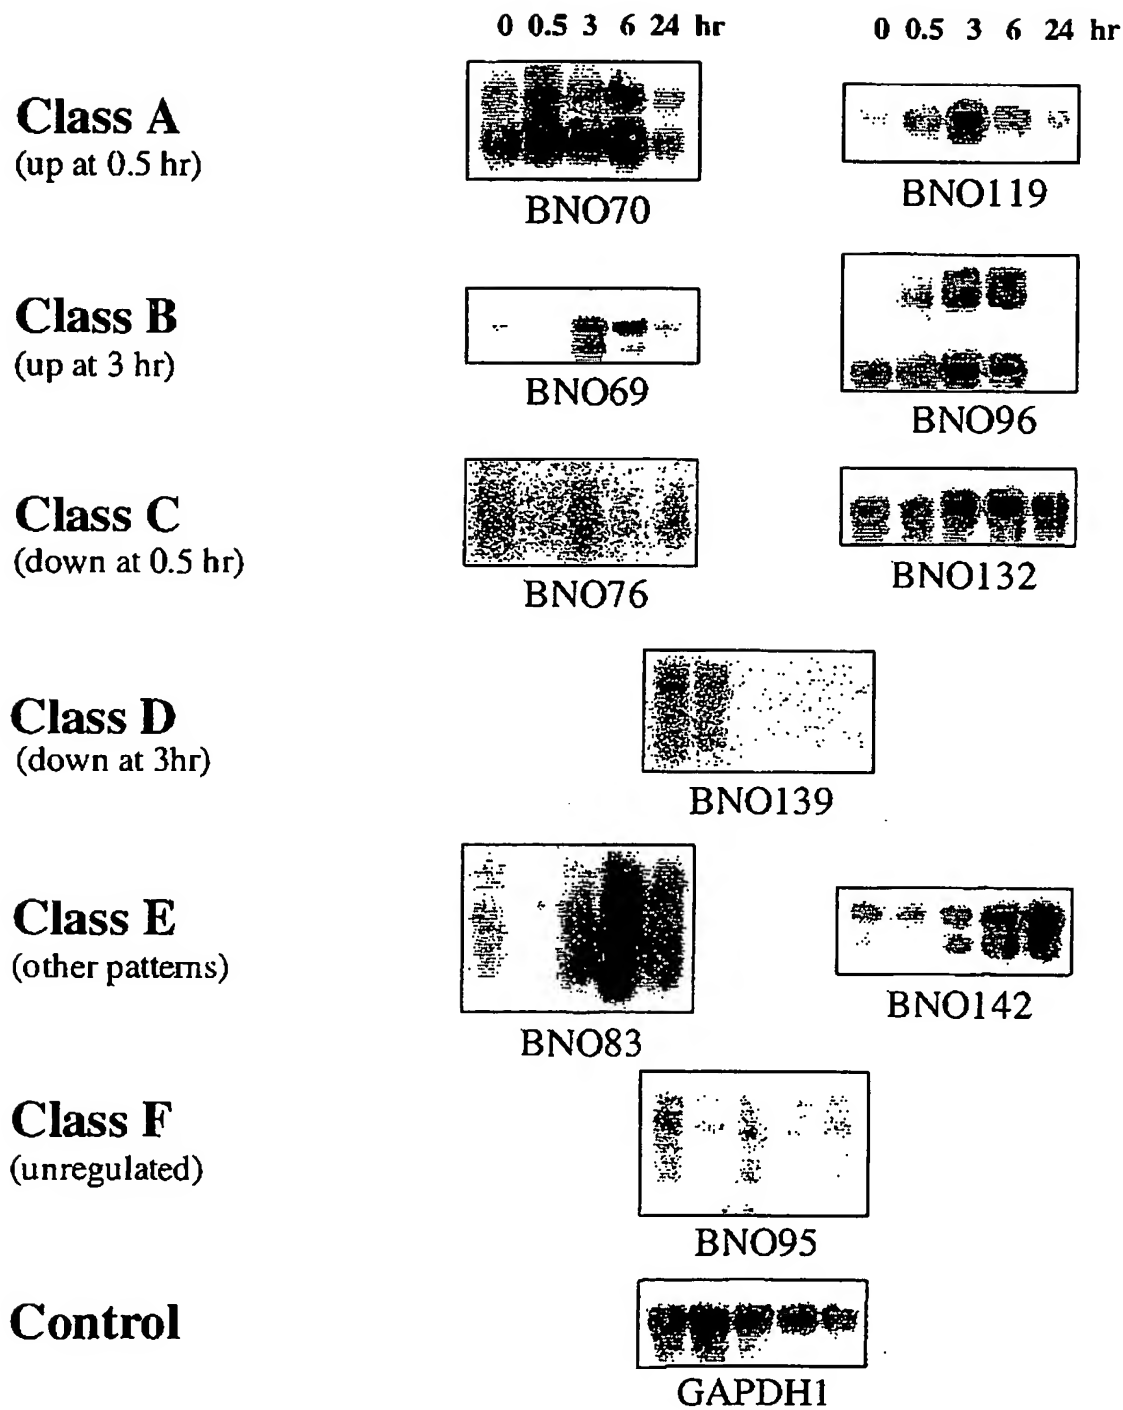 0 0.5 3 6 24 hr
0 0.5 3 6 24 hr
Class A
(up at 0.5 hr)
BNO70
BNO119
Class B
(up at 3 hr)
BNO69
BNO96
Class C
(down at 0.5 hr)
BNO76
BNO132
Class D
(down at 3hr)
BNO139
Class E
(other patterns)
BNO83
BNO142
Class F
(unregulated)
BNO95
Control
GAPDH1